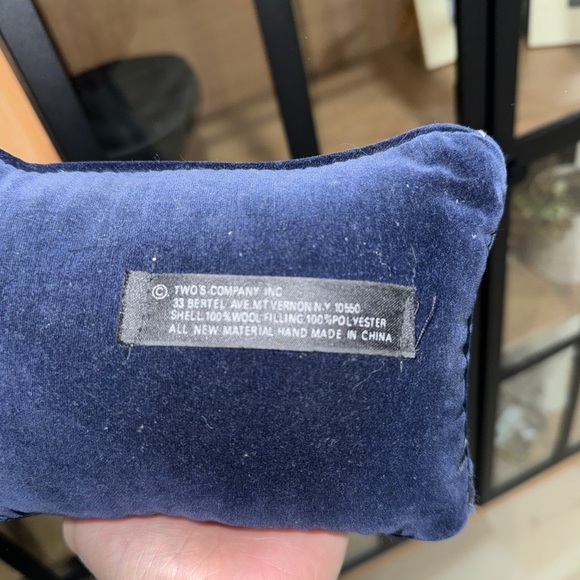 © TWO'S COMPANY INC
33 BERTEL AVE.MT VERNON N.Y 10550
SHELL:100%WOOL FILLING:100%POLYESTER
ALL NEW MATERIAL HAND MADE IN CHINA